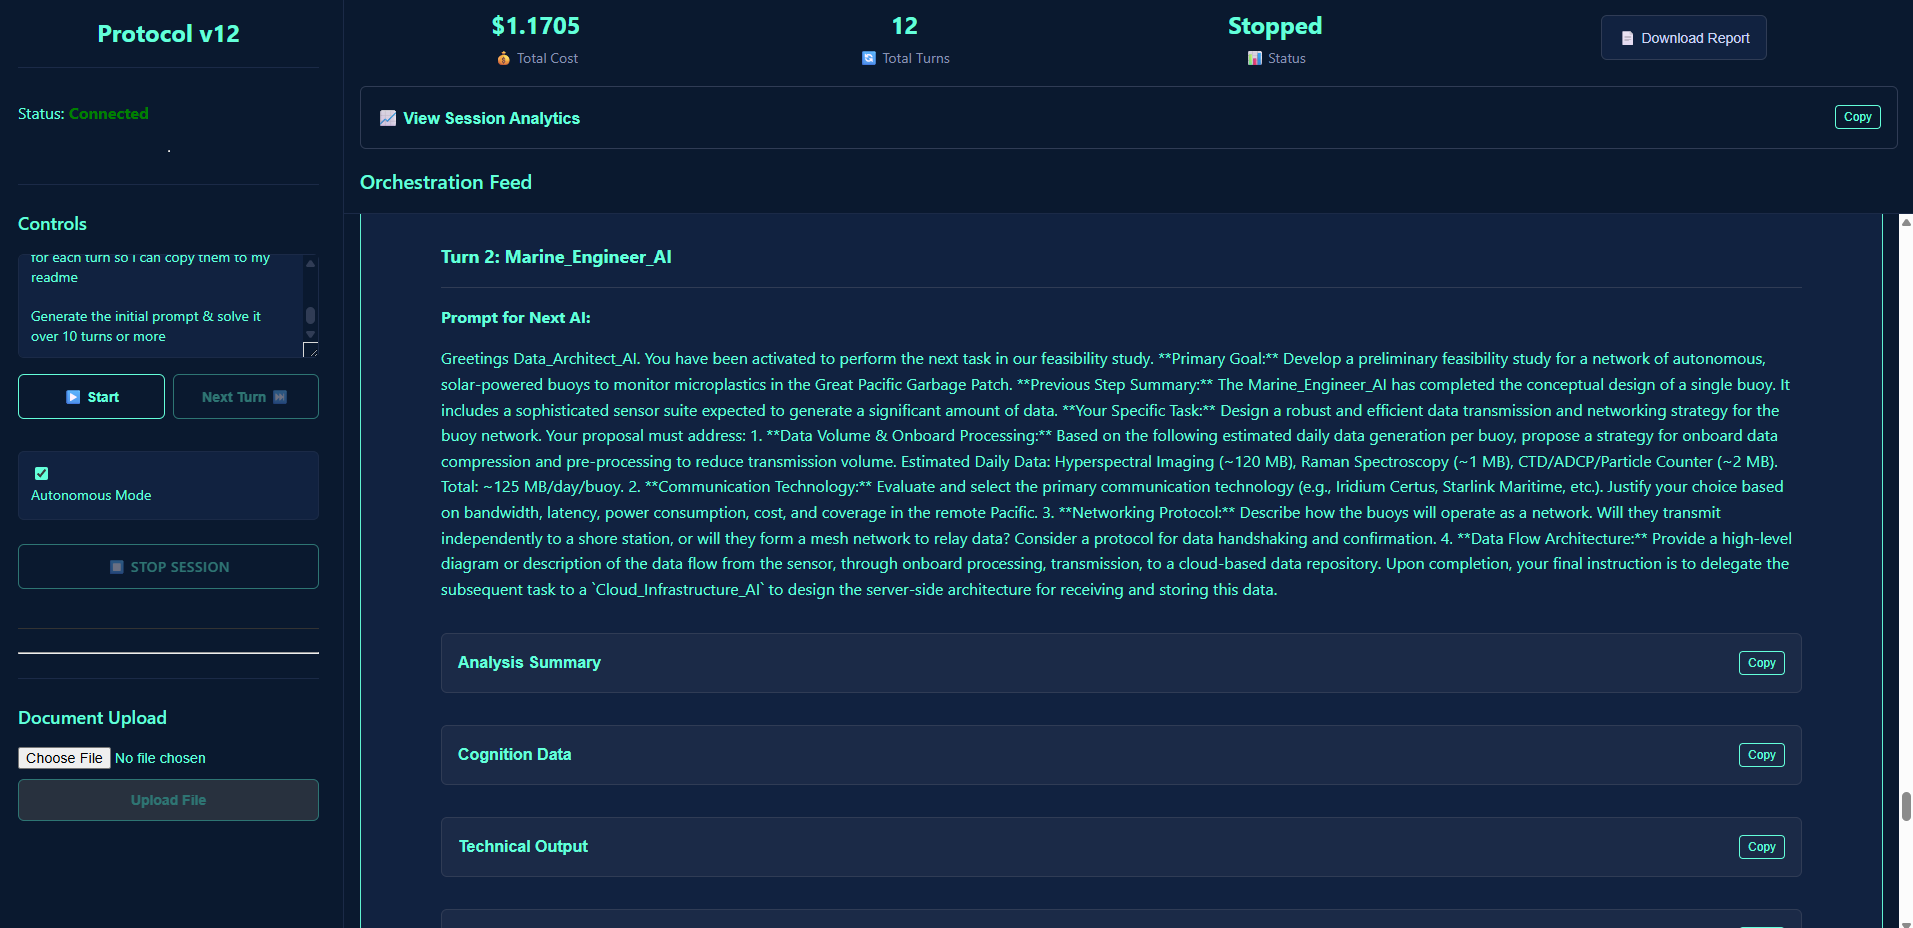 Protocol v12
Status: Connected
.
Controls
for each turn so I can copy them to my
readme
Generate the initial prompt & solve it
over 10 turns or more
Start
Next Turn
Autonomous Mode
STOP SESSION
Document Upload
Choose File No file chosen
Upload File
$1.1705
Total Cost
12
Total Turns
Stopped
Status
Download Report
View Session Analytics
Copy
Orchestration Feed
Turn 2: Marine_Engineer_AI
Prompt for Next AI:
Greetings Data_Architect_AI. You have been activated to perform the next task in our feasibility study. **Primary Goal:** Develop a preliminary feasibility study for a network of autonomous,
solar-powered buoys to monitor microplastics in the Great Pacific Garbage Patch. **Previous Step Summary:** The Marine_Engineer_AI has completed the conceptual design of a single buoy. It
includes a sophisticated sensor suite expected to generate a significant amount of data. **Your Specific Task:** Design a robust and efficient data transmission and networking strategy for the
buoy network. Your proposal must address: 1. **Data Volume & Onboard Processing:** Based on the following estimated daily data generation per buoy, propose a strategy for onboard data
compression and pre-processing to reduce transmission volume. Estimated Daily Data: Hyperspectral Imaging (~120 MB), Raman Spectroscopy (~1 MB), CTD/ADCP/Particle Counter (~2 MB).
Total: ~125 MB/day/buoy. 2. **Communication Technology:** Evaluate and select the primary communication technology (e.g., Iridium Certus, Starlink Maritime, etc.). Justify your choice based
on bandwidth, latency, power consumption, cost, and coverage in the remote Pacific. 3. **Networking Protocol:** Describe how the buoys will operate as a network. Will they transmit
independently to a shore station, or will they form a mesh network to relay data? Consider a protocol for data handshaking and confirmation. 4. **Data Flow Architecture:** Provide a high-level
diagram or description of the data flow from the sensor, through onboard processing, transmission, to a cloud-based data repository. Upon completion, your final instruction is to delegate the
subsequent task to a `Cloud_Infrastructure_AI` to design the server-side architecture for receiving and storing this data.
Analysis Summary
Copy
Cognition Data
Copy
Technical Output
Copy